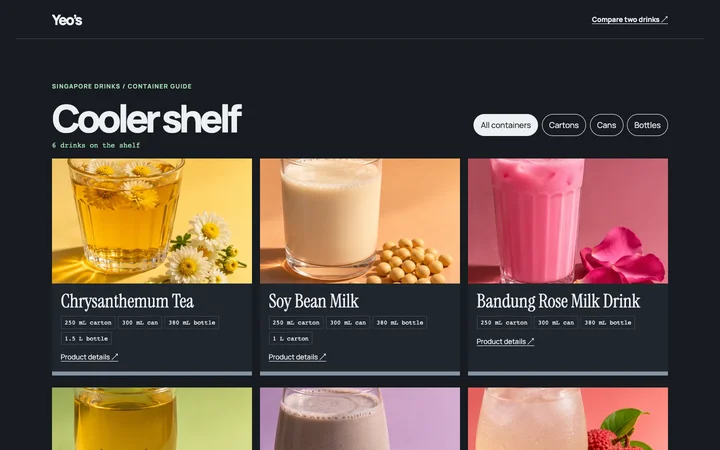 Yeo's
Compare two drinks ↗
SINGAPORE DRINKS / CONTAINER GUIDE
Cooler shelf
6 drinks on the shelf
All containers
Cartons
Cans
Bottles
Chrysanthemum Tea
250 mL carton
300 mL can
380 mL bottle
1.5 L bottle
Product details ↗
Soy Bean Milk
250 mL carton
300 mL can
380 mL bottle
1 L carton
Product details ↗
Bandung Rose Milk Drink
250 mL carton
300 mL can
380 mL bottle
Product details ↗